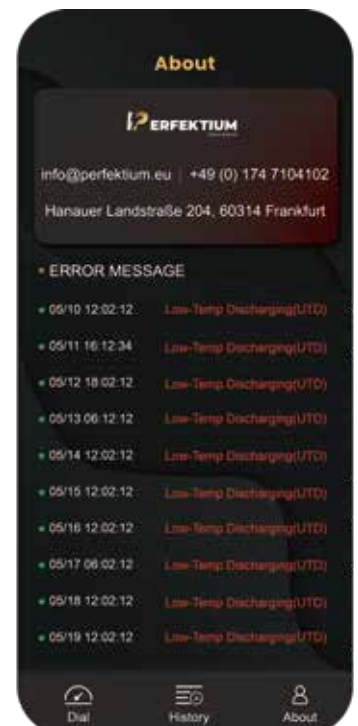 About
PERFEKTIUM
info@perfektium.eu | +49 (0) 174 7104102
Hanauer Landstraße 204, 60314 Frankfurt
ERROR MESSAGE
05/10 12:02:12 Low-Temp Discharging(UTD)
05/11 16:12:34 Low-Temp Discharging(UTD)
05/12 18:02:12 Low-Temp Discharging(UTD)
05/13 06:12:12 Low-Temp Discharging(UTD)
05/14 12:02:12 Low-Temp Discharging(UTD)
05/15 12:02:12 Low-Temp Discharging(UTD)
05/16 12:02:12 Low-Temp Discharging(UTD)
05/17 06:02:12 Low-Temp Discharging(UTD)
05/18 12:02:12 Low-Temp Discharging(UTD)
05/19 12:02:12 Low-Temp Discharging(UTD)
Dial History About